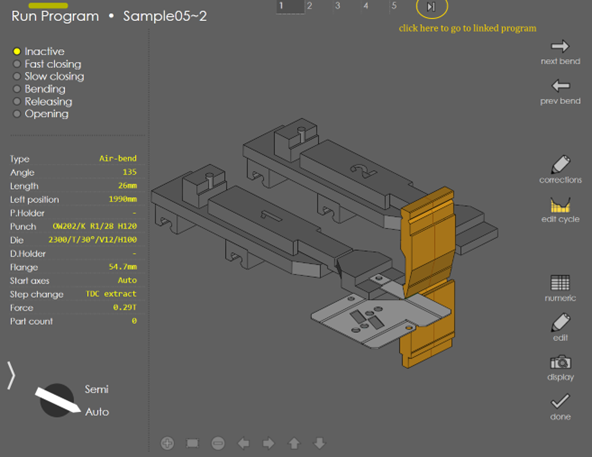 Run Program • Sample05~2
1 2 3 4 5
click here to go to linked program
Inactive
Fast closing
Slow closing
Bending
Releasing
Opening
next bend
prev bend
Type Air-bend
Angle 135
Length 26mm
Left position 1990mm
P.Holder -
Punch OW202/K R1/28 H120
Die 2300/T/30°/V12/H100
D.Holder -
Flange 54.7mm
Start axes Auto
Step change TDC extract
Force 0.29T
Part count 0
corrections
edit cycle
numeric
edit
display
done
1
2
Semi
Auto